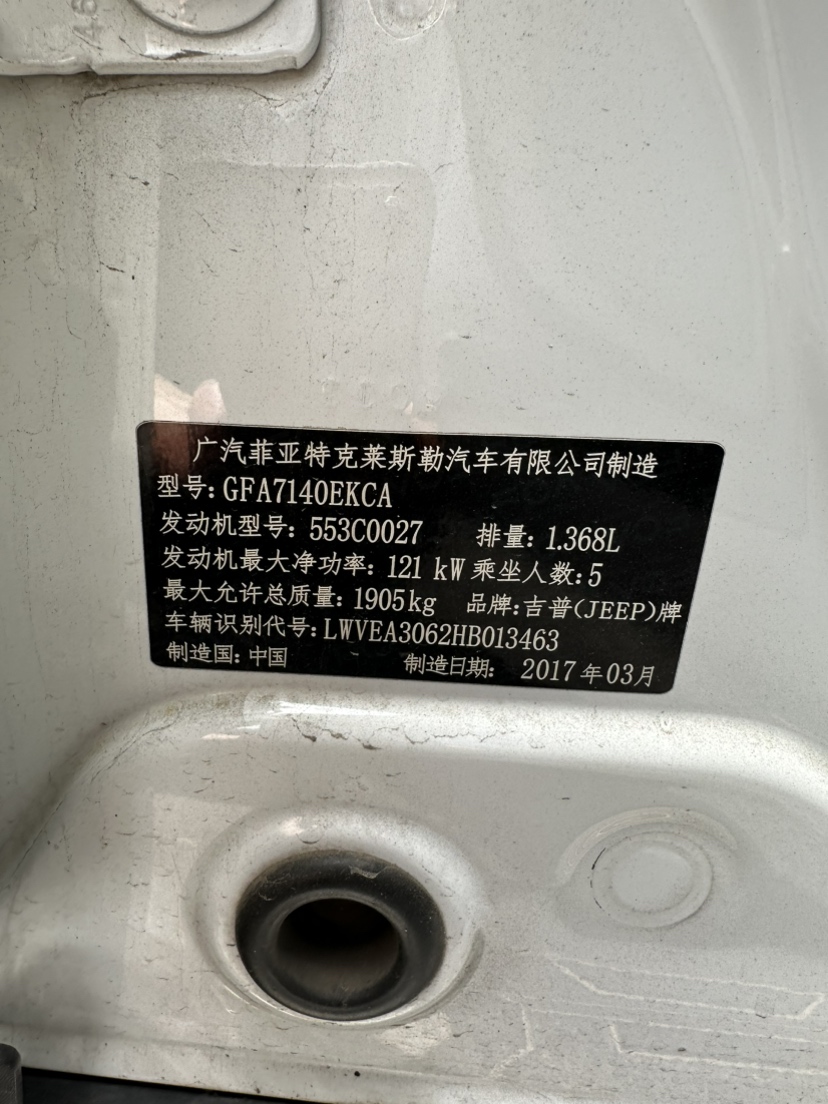 46
广汽菲亚特克莱斯勒汽车有限公司制造
型号: GFA7140EKCA
发动机型号: 553C0027 排量: 1.368L
发动机最大净功率: 121 kW 乘坐人数: 5
最大允许总质量: 1905kg 品牌: 吉普(JEEP)牌
车辆识别代号: LWVEA3062HB013463
制造国: 中国 制造日期: 2017年03月